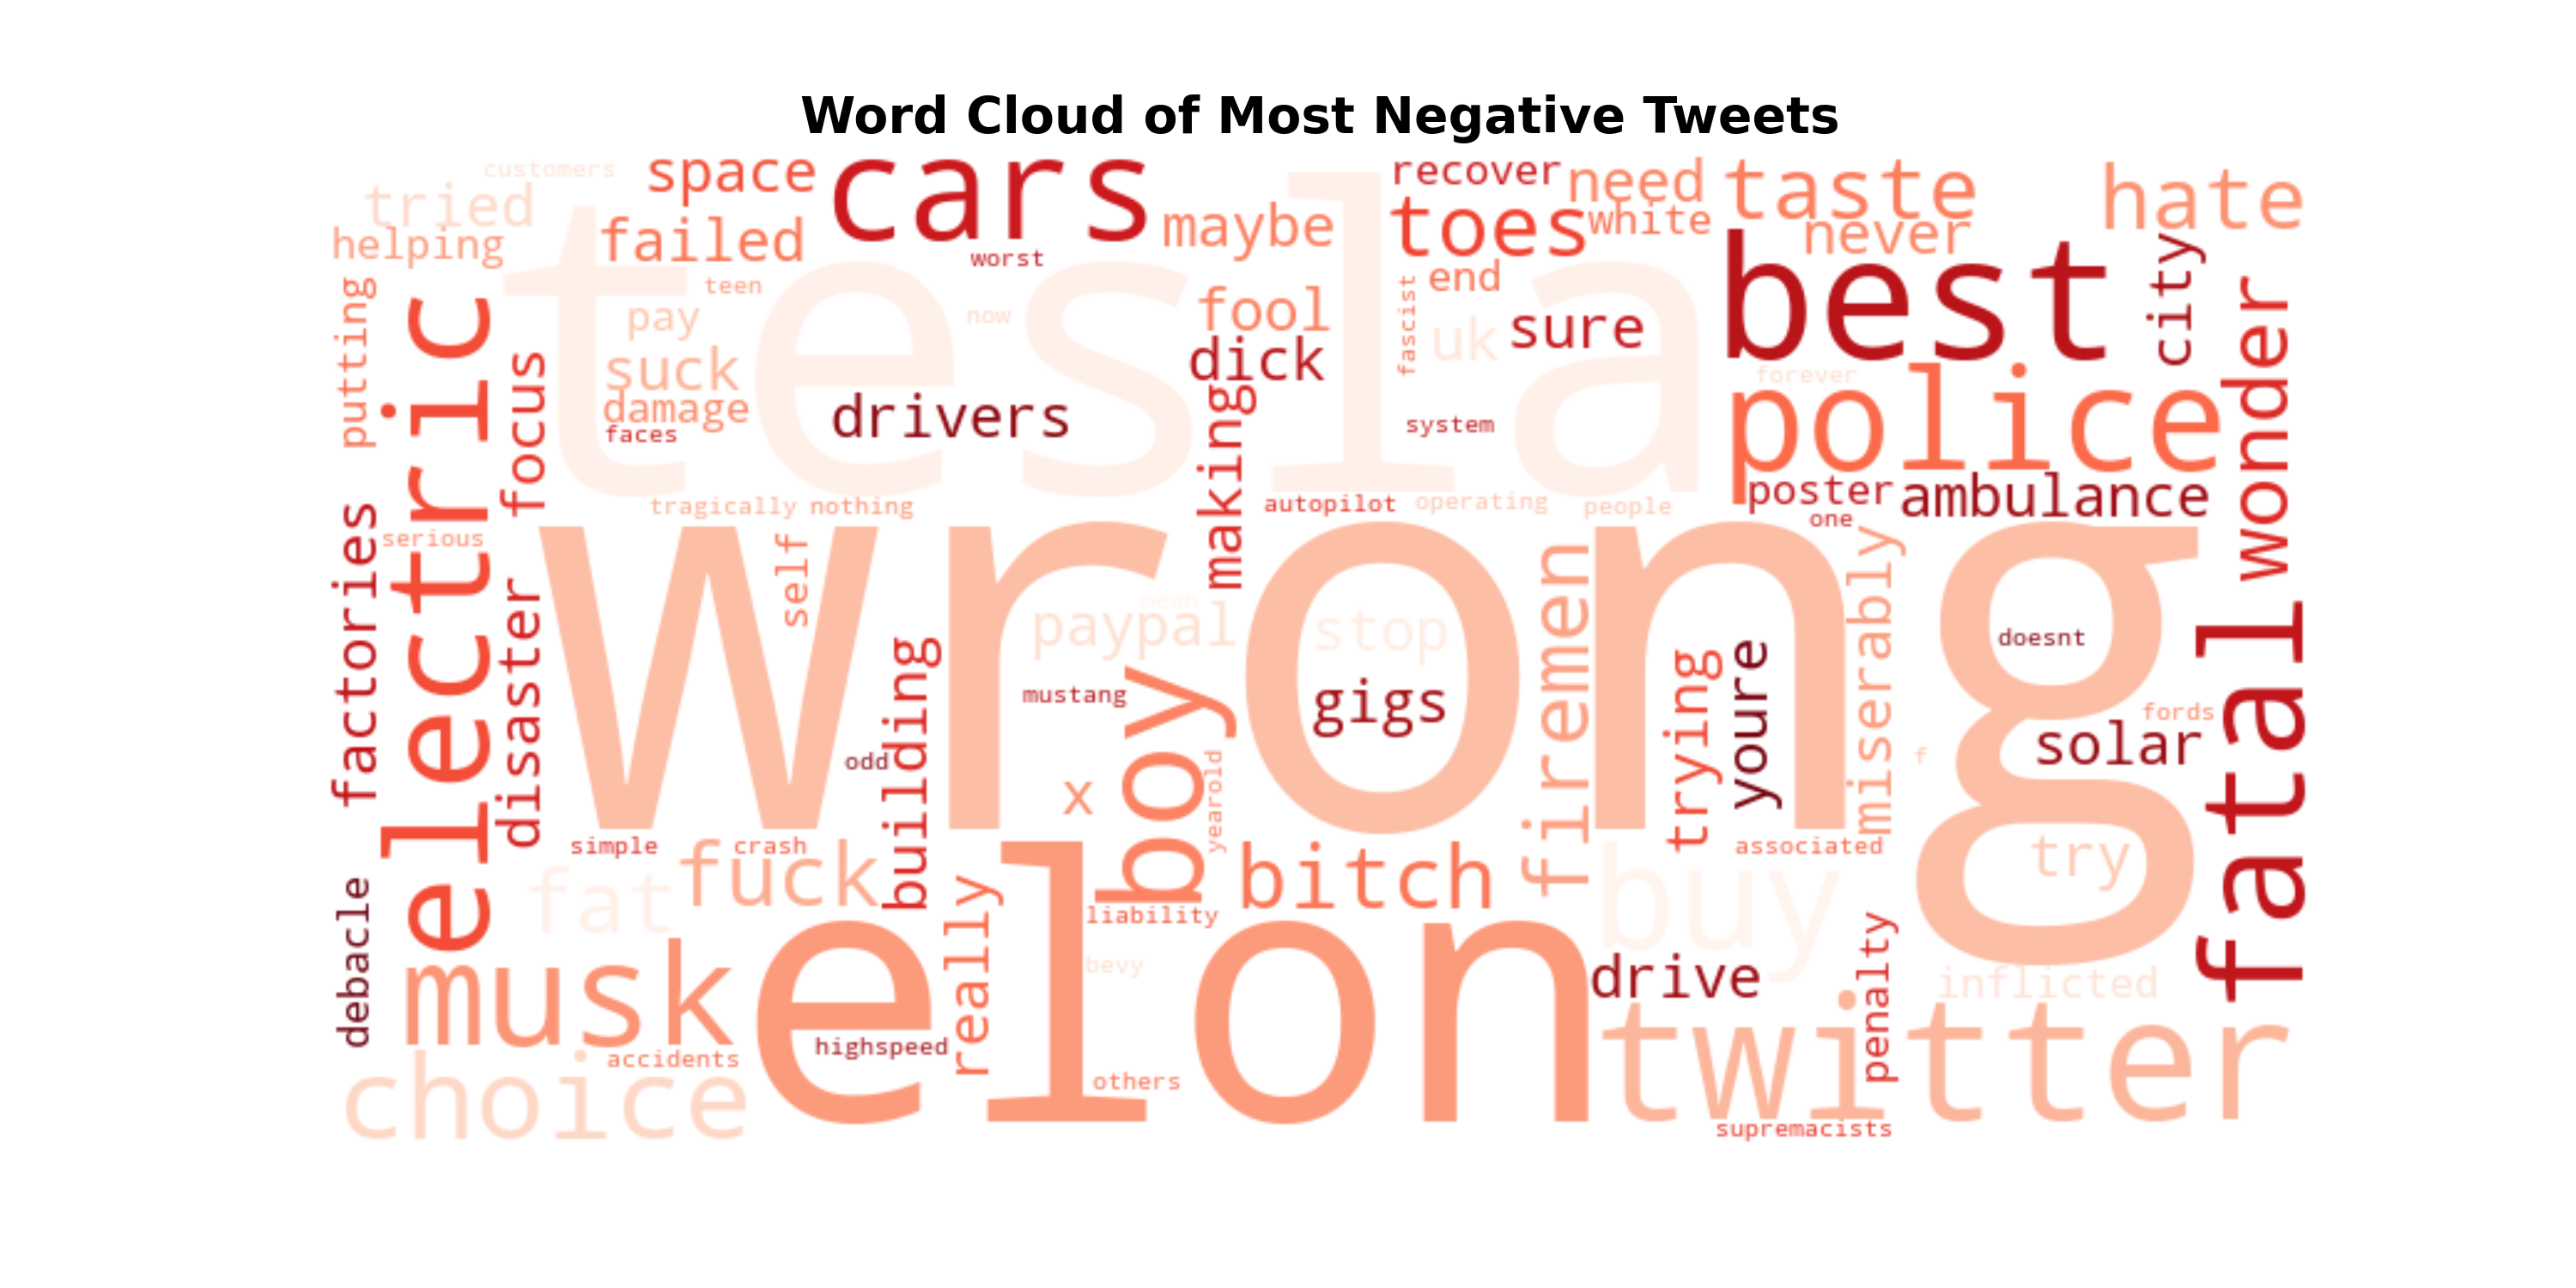 Word Cloud of Most Negative Tweets
customers
space
cars
recover
need
taste
hate
tried
helping
failed
worst
maybe
toes
white
never
tesla
teen
pay
now
fool
fascist
end
uk
sure
best
city
wonder
putting
electric
focus
suck
damage
faces
drivers
dick
making
system
forever
police
tragically
nothing
autopilot
operating
people
poster
ambulance
one
factories
serious
disaster
wrong
self
mean
paypal
stop
firemen
miserably
doesnt
fatal
building
mustang
boy
gigs
trying
youre
fords
solar
odd
x
yearold
f
simple
crash
fuck
associated
try
debacle
fat
really
liability
bitch
buy
penalty
musk
elon
bevy
drive
inflicted
highspeed
accidents
twitter
choice
others
supremacists